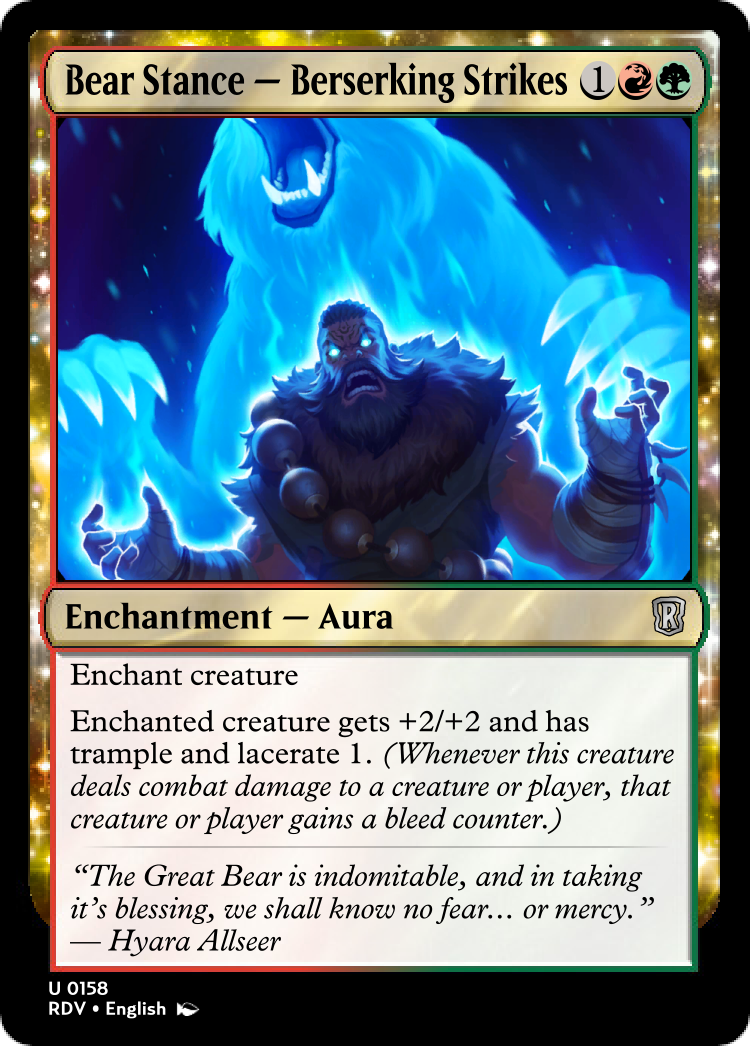 Bear Stance — Berserking Strikes 1
Enchantment — Aura R
Enchant creature
Enchanted creature gets +2/+2 and has
trample and lacerate 1. (Whenever this creature
deals combat damage to a creature or player, that
creature or player gains a bleed counter.)
“The Great Bear is indomitable, and in taking
it’s blessing, we shall know no fear... or mercy.”
— Hyara Allseer
U 0158
RDV • English